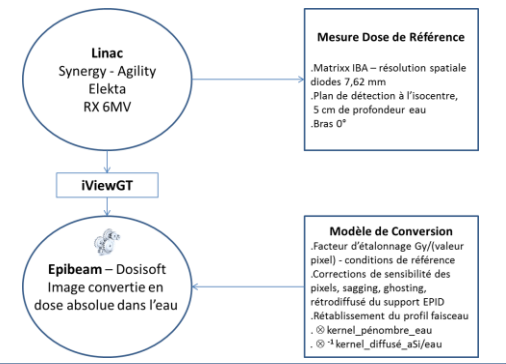 Linac
Synergy - Agility
Elekta
RX 6MV
Mesure Dose de Référence
.Matrixx IBA – résolution spatiale
diodes 7,62 mm
.Plan de détection à l'isocentre,
5 cm de profondeur eau
.Bras 0°
iViewGT
Epibeam – Dosisoft
Image convertie en
dose absolue dans l'eau
Modèle de Conversion
.Facteur d'étalonnage Gy/(valeur
pixel) - conditions de référence
.Corrections de sensibilité des
pixels, sagging, ghosting,
rétrodiffusé du support EPID
.Rétablissement du profil faisceau
. ⊗ kernel_pénombre_eau
. ⊗ ⁻¹ kernel_diffusé_aSi/eau